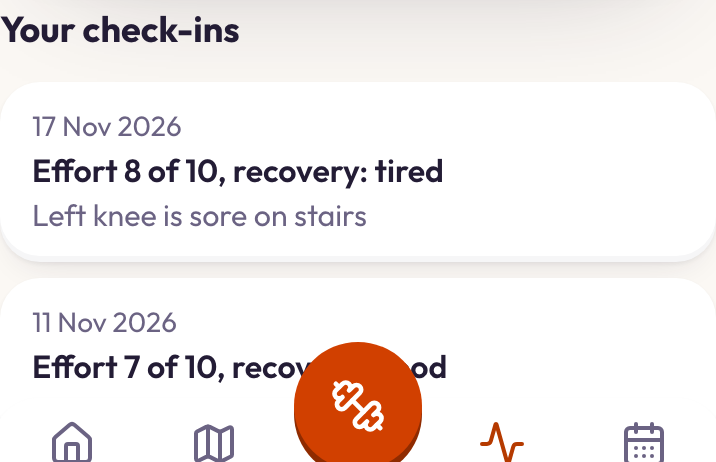 Your check-ins
17 Nov 2026
Effort 8 of 10, recovery: tired
Left knee is sore on stairs
11 Nov 2026
Effort 7 of 10,